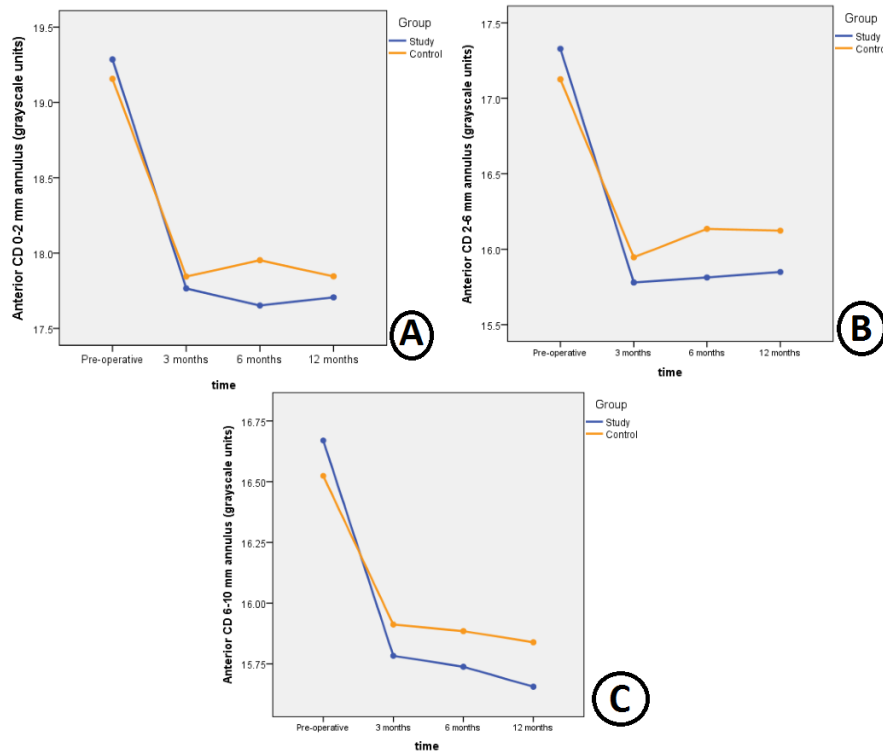 Anterior CD 0-2 mm annulus (grayscale units)
19.5
19.0
18.5
18.0
17.5
Pre-operative 3 months 6 months 12 months
time
Group
Study
Control
A
Anterior CD 2-6 mm annulus (grayscale units)
17.5
17.0
16.5
16.0
15.5
Pre-operative 3 months 6 months 12 months
time
Group
Study
Control
B
Anterior CD 6-10 mm annulus (grayscale units)
16.75
16.50
16.25
16.00
15.75
Pre-operative 3 months 6 months 12 months
time
Group
Study
Control
C